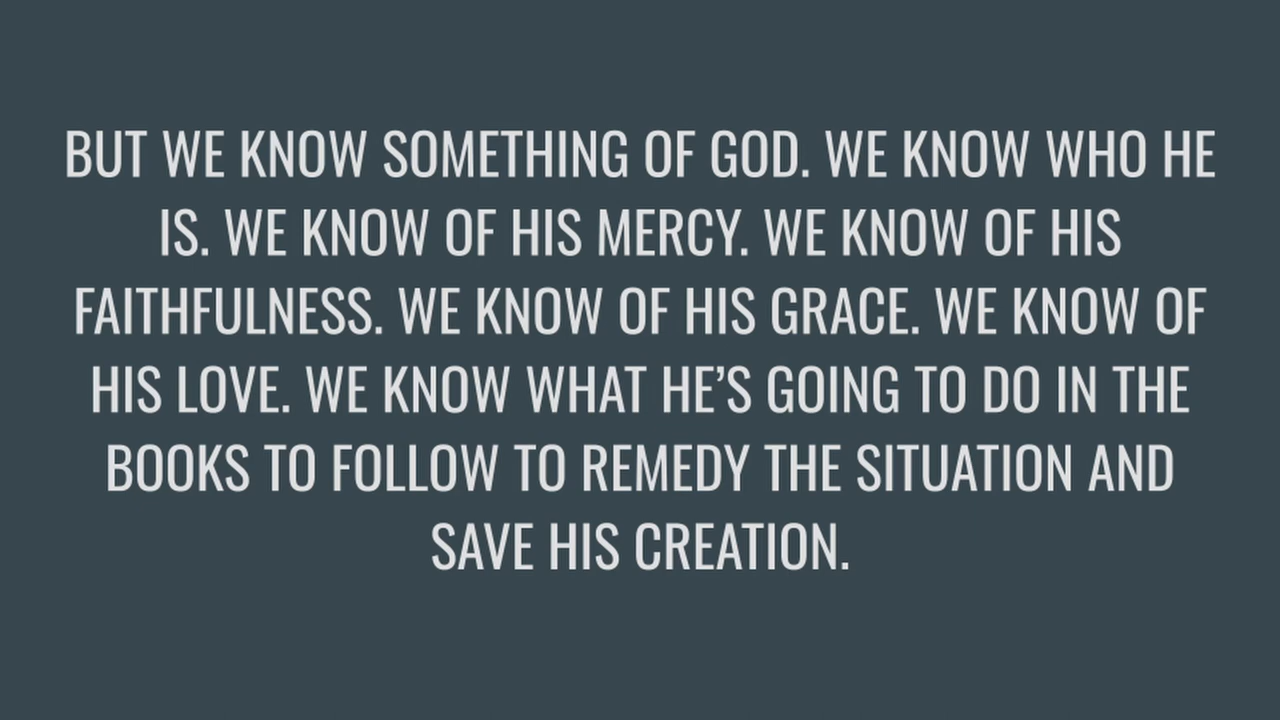 BUT WE KNOW SOMETHING OF GOD. WE KNOW WHO HE
IS. WE KNOW OF HIS MERCY. WE KNOW OF HIS
FAITHFULNESS. WE KNOW OF HIS GRACE. WE KNOW OF
HIS LOVE. WE KNOW WHAT HE’S GOING TO DO IN THE
BOOKS TO FOLLOW TO REMEDY THE SITUATION AND
SAVE HIS CREATION.